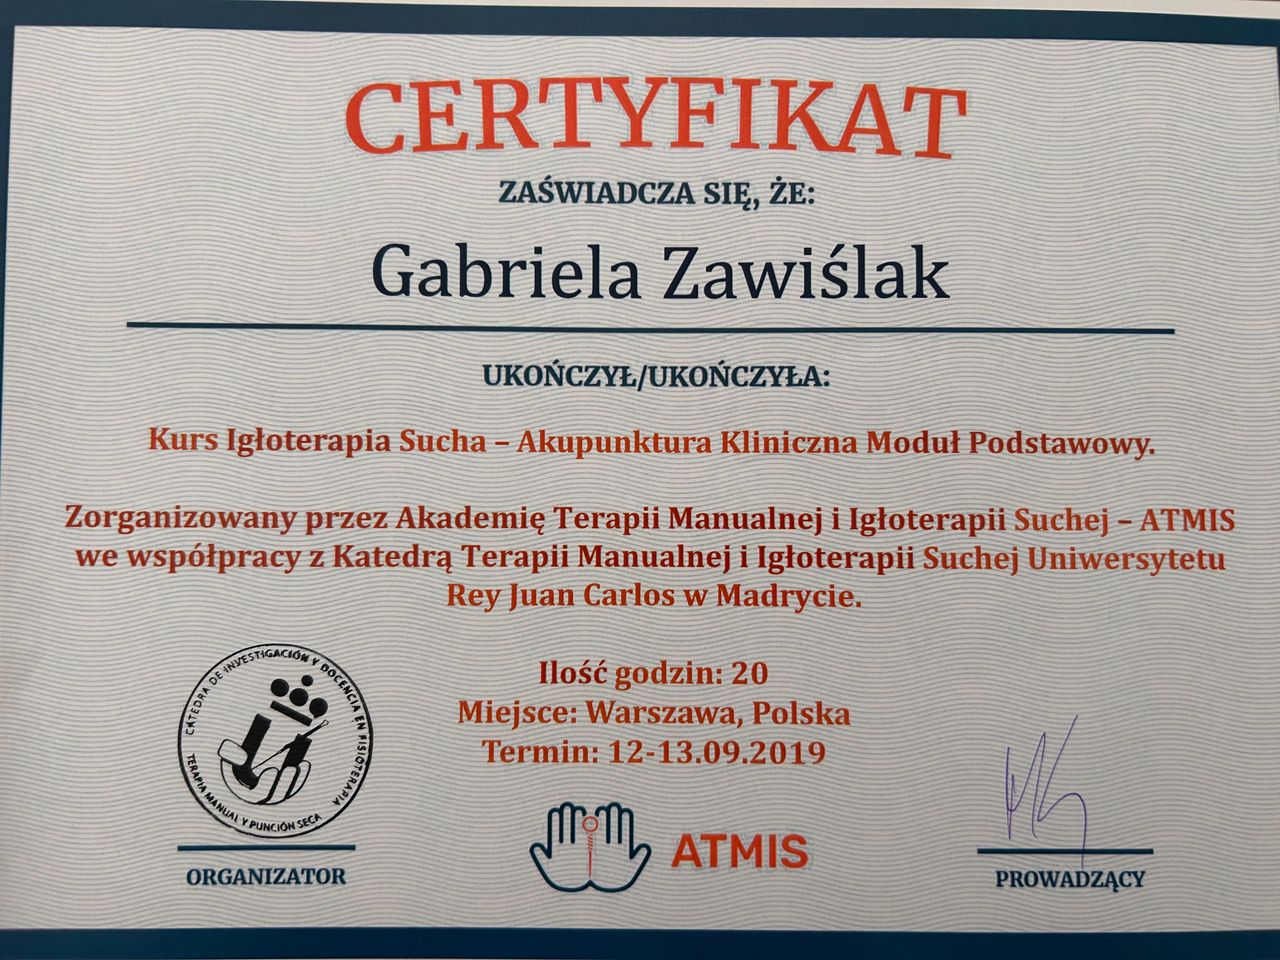 CERTYFIKAT
ZAŚWIADCZA SIĘ, ŻE:
Gabriela Zawiślak
UKOŃCZYŁ/UKOŃCZYŁA:
Kurs Igłoterapia Sucha – Akupunktura Kliniczna Moduł Podstawowy.
Zorganizowany przez Akademię Terapii Manualnej i Igłoterapii Suchej – ATMIS
we współpracy z Katedrą Terapii Manualnej i Igłoterapii Suchej Uniwersytetu
Rey Juan Carlos w Madrycie.
Ilość godzin: 20
Miejsce: Warszawa, Polska
Termin: 12-13.09.2019
CÁTEDRA DE INVESTIGACIÓN Y DOCENCIA EN FISIOTERAPIA
TERAPIA MANUAL Y PUNCIÓN SECA
ORGANIZATOR
ATMIS
PROWADZĄCY